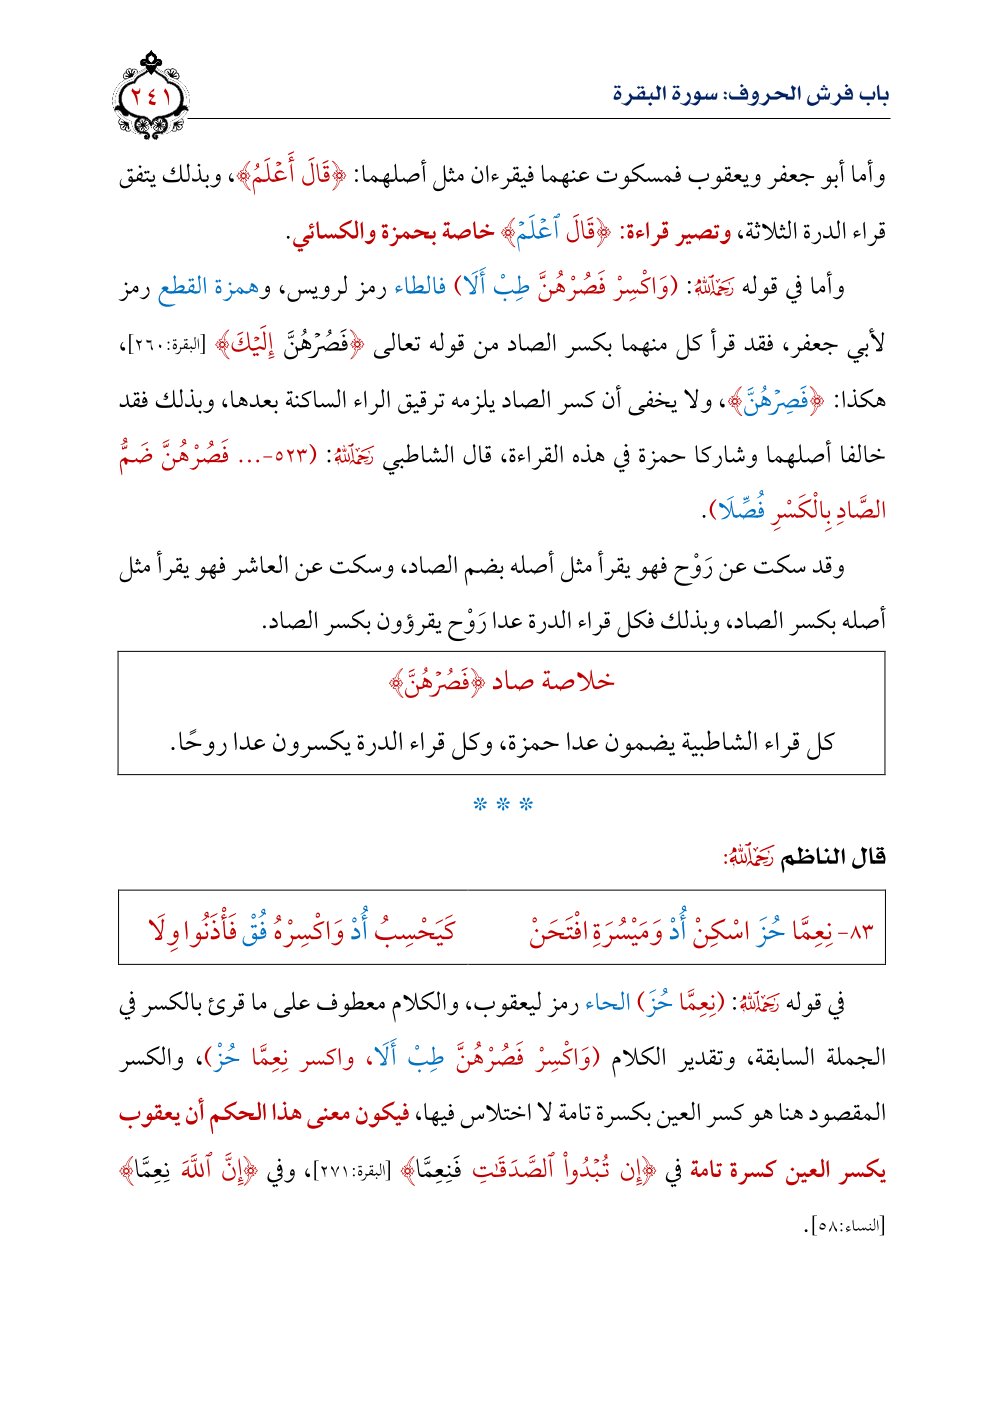 باب فرش الحروف: سورة البقرة
٢٤١
وأما أبو جعفر ويعقوب فمسكوت عنهما فيقرءان مثل أصلهما: ﴿قَالَ أَعۡلَمُ﴾، وبذلك يتفق
قراء الدرة الثلاثة، وتصير قراءة: ﴿قَالَ ٱعۡلَمۡ﴾ خاصة بحمزة والكسائي.
وأما في قوله رَحِمَهُ ٱللَّهُ: (وَاكْسِرْ فَصُرْهُنَّ طِبْ أَلَا) فالطاء رمز لرويس، وهمزة القطع رمز
لأبي جعفر، فقد قرأ كل منهما بكسر الصاد من قوله تعالى ﴿فَصُرۡهُنَّ إِلَيۡكَ﴾ [البقرة:٢٦٠]،
هكذا: ﴿فَصِرۡهُنَّ﴾، ولا يخفى أن كسر الصاد يلزمه ترقيق الراء الساكنة بعدها، وبذلك فقد
خالفا أصلهما وشاركا حمزة في هذه القراءة، قال الشاطبي رَحِمَهُ ٱللَّهُ: (٥٢٣-... فَصُرْهُنَّ ضَمُّ
الصَّادِ بِالْكَسْرِ فُصِّلَا).
وقد سكت عن رَوْح فهو يقرأ مثل أصله بضم الصاد، وسكت عن العاشر فهو يقرأ مثل
أصله بكسر الصاد، وبذلك فكل قراء الدرة عدا رَوْح يقرؤون بكسر الصاد.
خلاصة صاد ﴿فَصُرۡهُنَّ﴾
كل قراء الشاطبية يضمون عدا حمزة، وكل قراء الدرة يكسرون عدا روحًا.
* * *
قال الناظم رَحِمَهُ ٱللَّهُ:
٨٣- نِعِمَّا حُزَ اسْكِنْ أُدْ وَمَيْسُرَةِ افْتَحَنْ كَيَحْسِبُ أُدْ وَاكْسِرْهُ فُقْ فَأْذَنُوا وِلَا
في قوله رَحِمَهُ ٱللَّهُ: (نِعِمَّا حُزَ) الحاء رمز ليعقوب، والكلام معطوف على ما قرئ بالكسر في
الجملة السابقة، وتقدير الكلام (وَاكْسِرْ فَصُرْهُنَّ طِبْ أَلَا، واكسر نِعِمَّا حُزْ)، والكسر
المقصود هنا هو كسر العين بكسرة تامة لا اختلاس فيها، فيكون معنى هذا الحكم أن يعقوب
يكسر العين كسرة تامة في ﴿إِن تُبۡدُواْ ٱلصَّدَقَٰتِ فَنِعِمَّا﴾ [البقرة:٢٧١]، وفي ﴿إِنَّ ٱللَّهَ نِعِمَّا﴾
[النساء:٥٨].